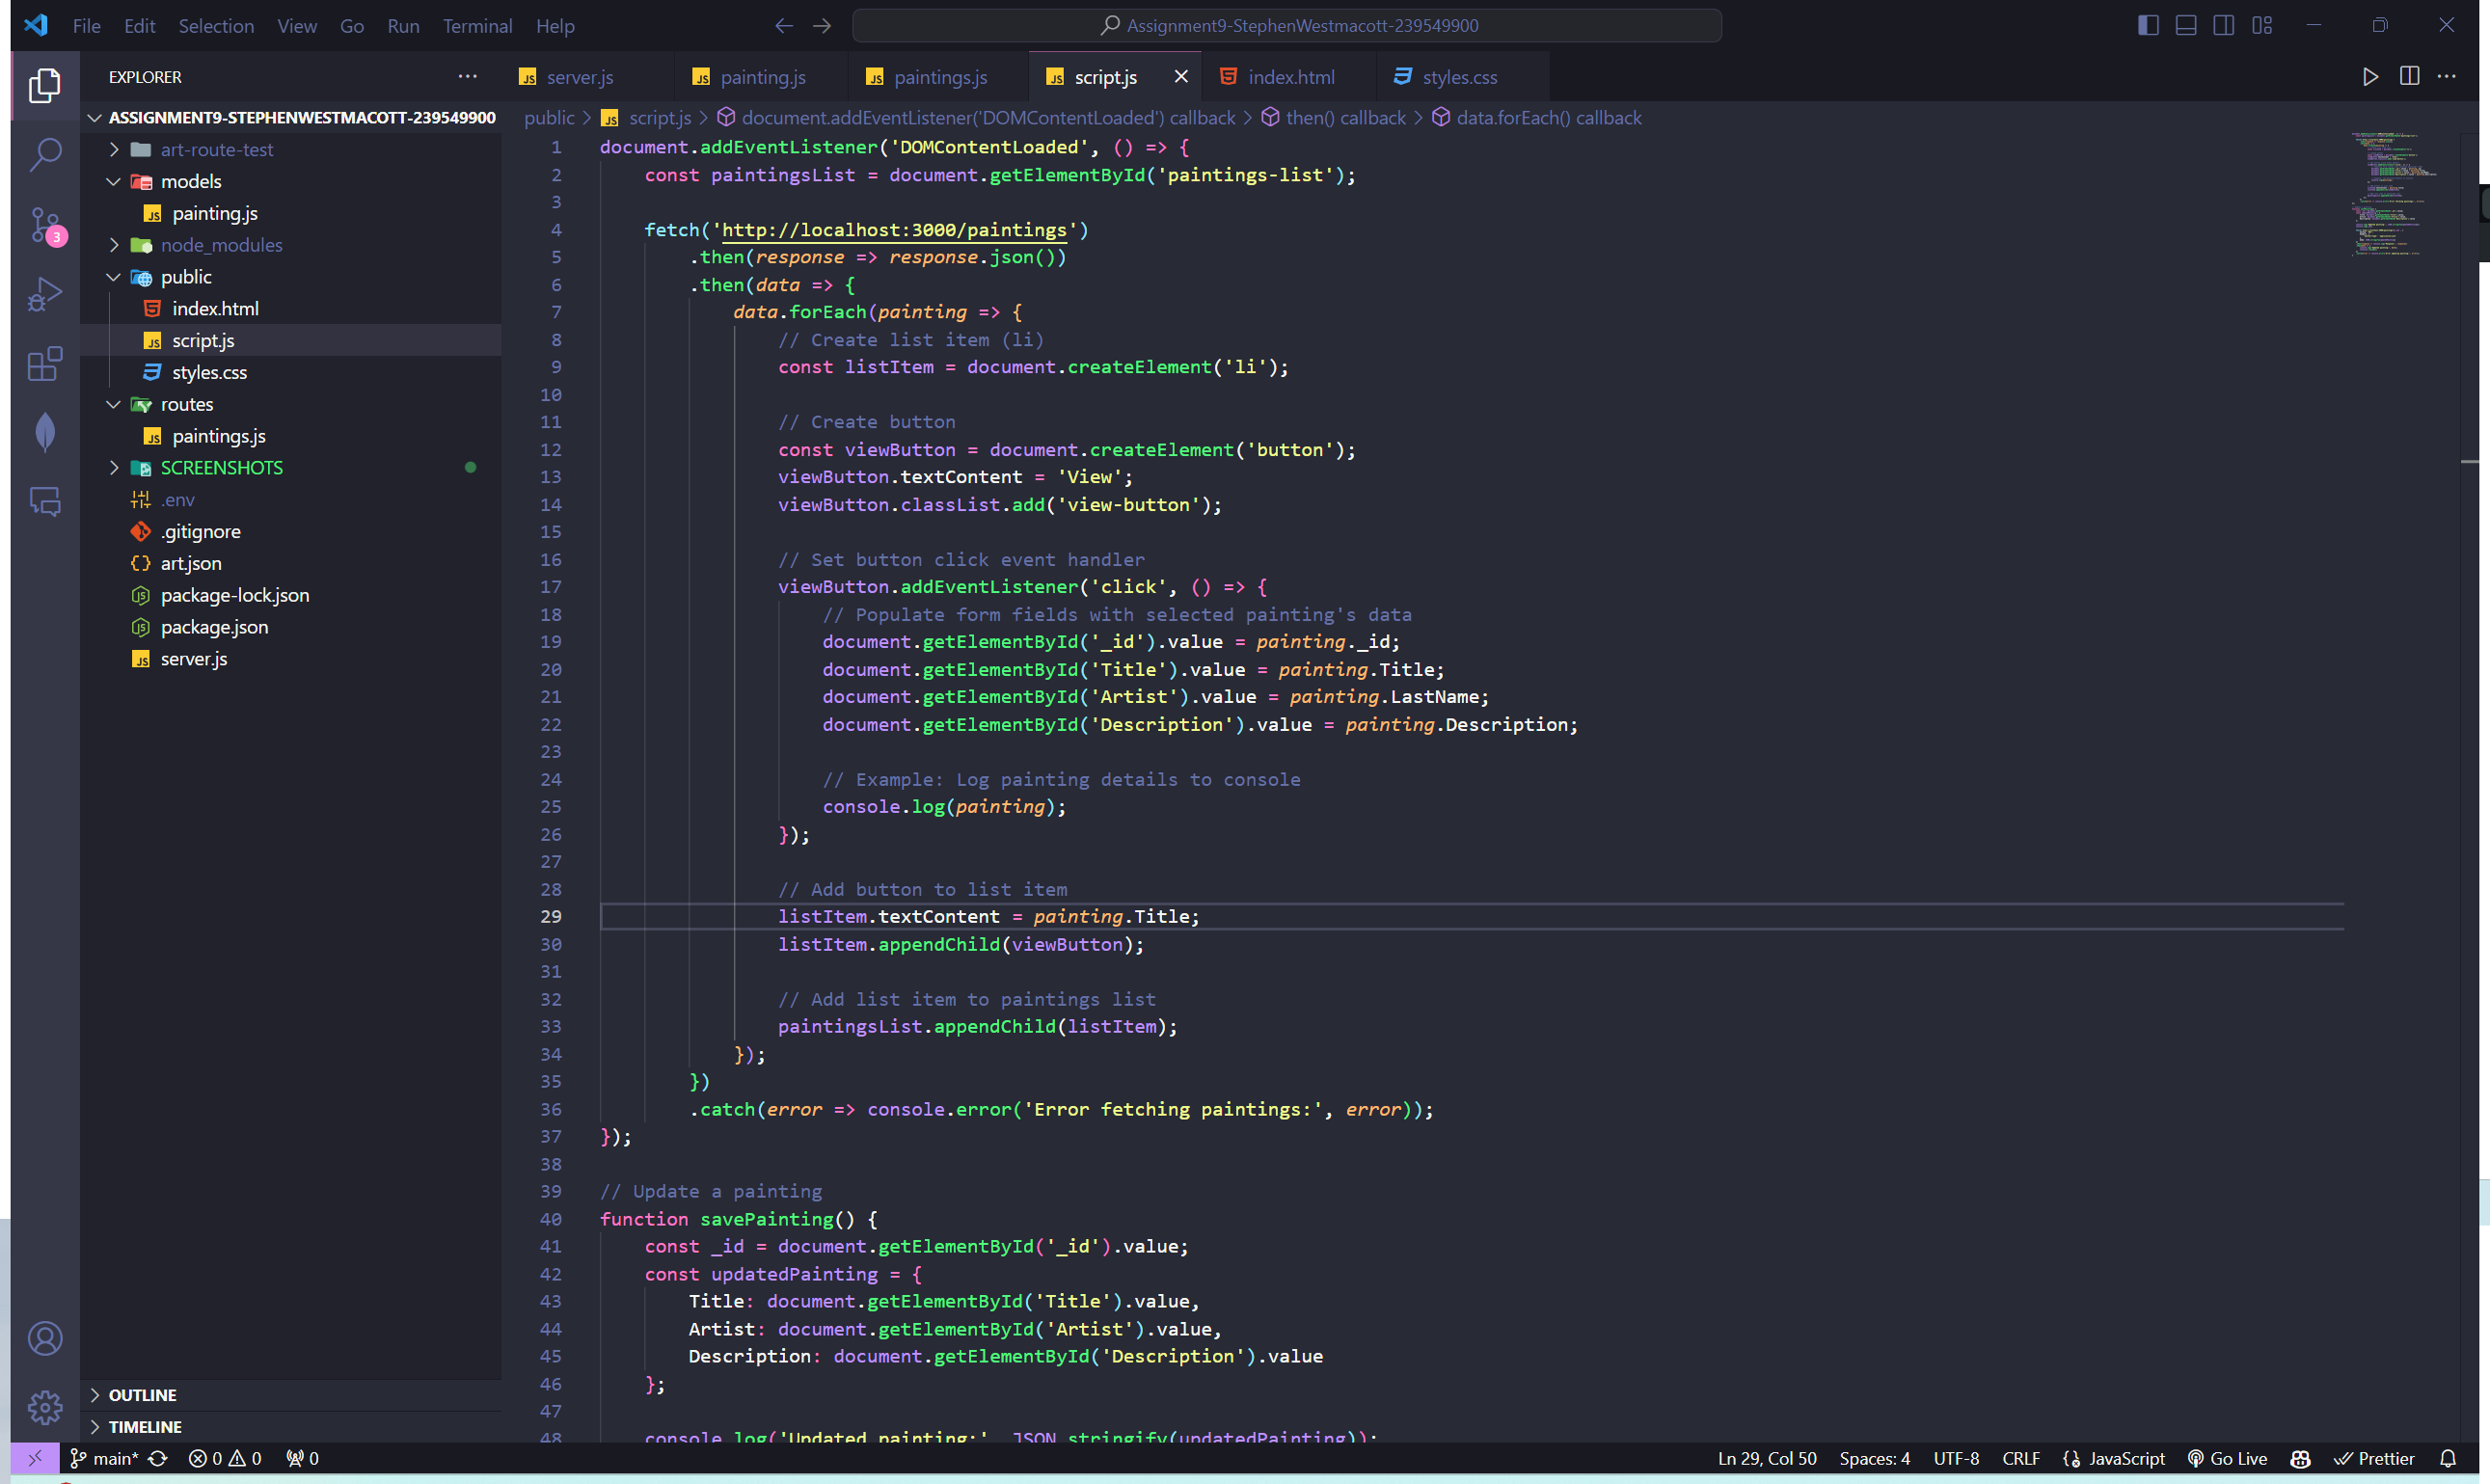 File Edit Selection View Go Run Terminal Help
Assignment9-StephenWestmacott-239549900
EXPLORER
server.js
painting.js
paintings.js
script.js
index.html
styles.css
ASSIGNMENT9-STEPHENWESTMACOTT-239549900
art-route-test
models
painting.js
node_modules
public
index.html
script.js
styles.css
routes
paintings.js
SCREENSHOTS
.env
.gitignore
art.json
package-lock.json
package.json
server.js
OUTLINE
TIMELINE
3
public > script.js > document.addEventListener('DOMContentLoaded') callback > then() callback > data.forEach() callback
1 document.addEventListener('DOMContentLoaded', () => {
2 const paintingsList = document.getElementById('paintings-list');
3
4 fetch('http://localhost:3000/paintings')
5 .then(response => response.json())
6 .then(data => {
7 data.forEach(painting => {
8 // Create list item (li)
9 const listItem = document.createElement('li');
10
11 // Create button
12 const viewButton = document.createElement('button');
13 viewButton.textContent = 'View';
14 viewButton.classList.add('view-button');
15
16 // Set button click event handler
17 viewButton.addEventListener('click', () => {
18 // Populate form fields with selected painting's data
19 document.getElementById('_id').value = painting._id;
20 document.getElementById('Title').value = painting.Title;
21 document.getElementById('Artist').value = painting.LastName;
22 document.getElementById('Description').value = painting.Description;
23
24 // Example: Log painting details to console
25 console.log(painting);
26 });
27
28 // Add button to list item
29 listItem.textContent = painting.Title;
30 listItem.appendChild(viewButton);
31
32 // Add list item to paintings list
33 paintingsList.appendChild(listItem);
34 });
35 })
36 .catch(error => console.error('Error fetching paintings:', error));
37 });
38
39 // Update a painting
40 function savePainting() {
41 const _id = document.getElementById('_id').value;
42 const updatedPainting = {
43 Title: document.getElementById('Title').value,
44 Artist: document.getElementById('Artist').value,
45 Description: document.getElementById('Description').value
46 };
47
48 console.log('Updated painting:', JSON.stringify(updatedPainting));
main* 0 0 0
Ln 29, Col 50 Spaces: 4 UTF-8 CRLF JavaScript Go Live Prettier